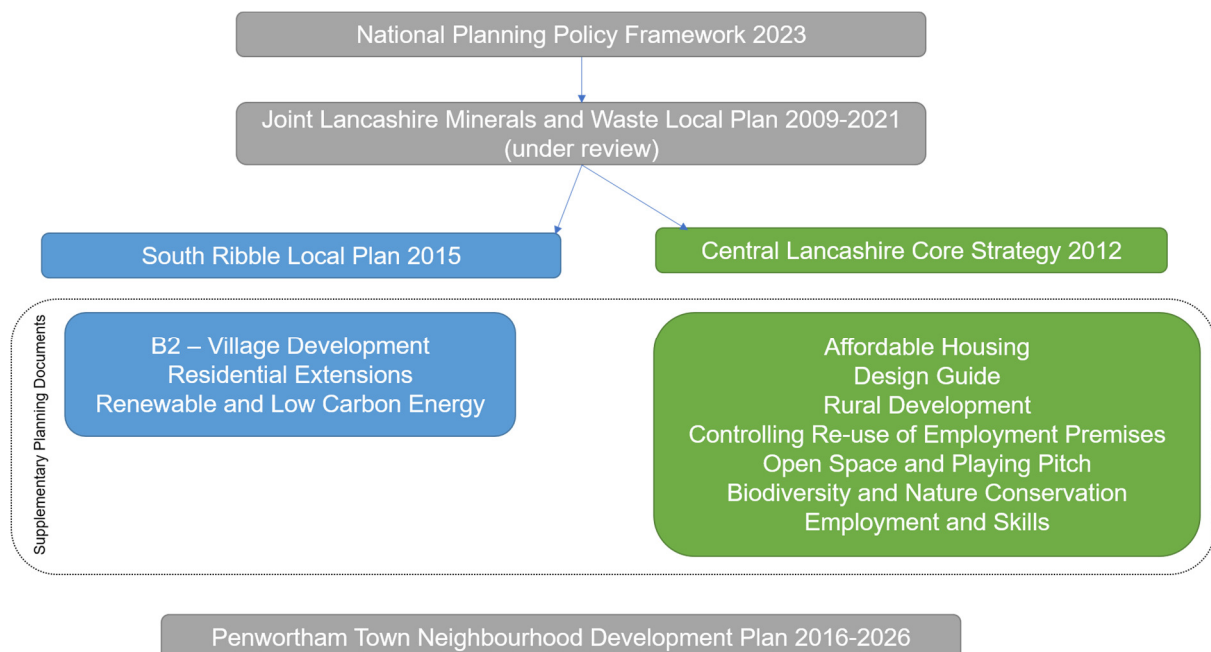 National Planning Policy Framework 2023
Joint Lancashire Minerals and Waste Local Plan 2009-2021
(under review)
South Ribble Local Plan 2015
Central Lancashire Core Strategy 2012
Supplementary Planning Documents
B2 – Village Development
Residential Extensions
Renewable and Low Carbon Energy
Affordable Housing
Design Guide
Rural Development
Controlling Re-use of Employment Premises
Open Space and Playing Pitch
Biodiversity and Nature Conservation
Employment and Skills
Penwortham Town Neighbourhood Development Plan 2016-2026